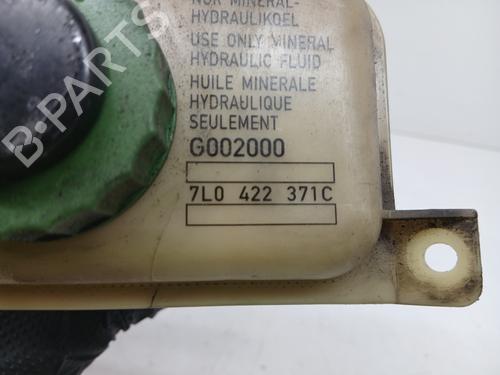 NUR MINERAL-
HYDRAULIKOEL
USE ONLY MINERAL
HYDRAULIC FLUID
HUILE MINERALE
HYDRAULIQUE
SEULEMENT
G002000
7L0 422 371C
B-PARTS